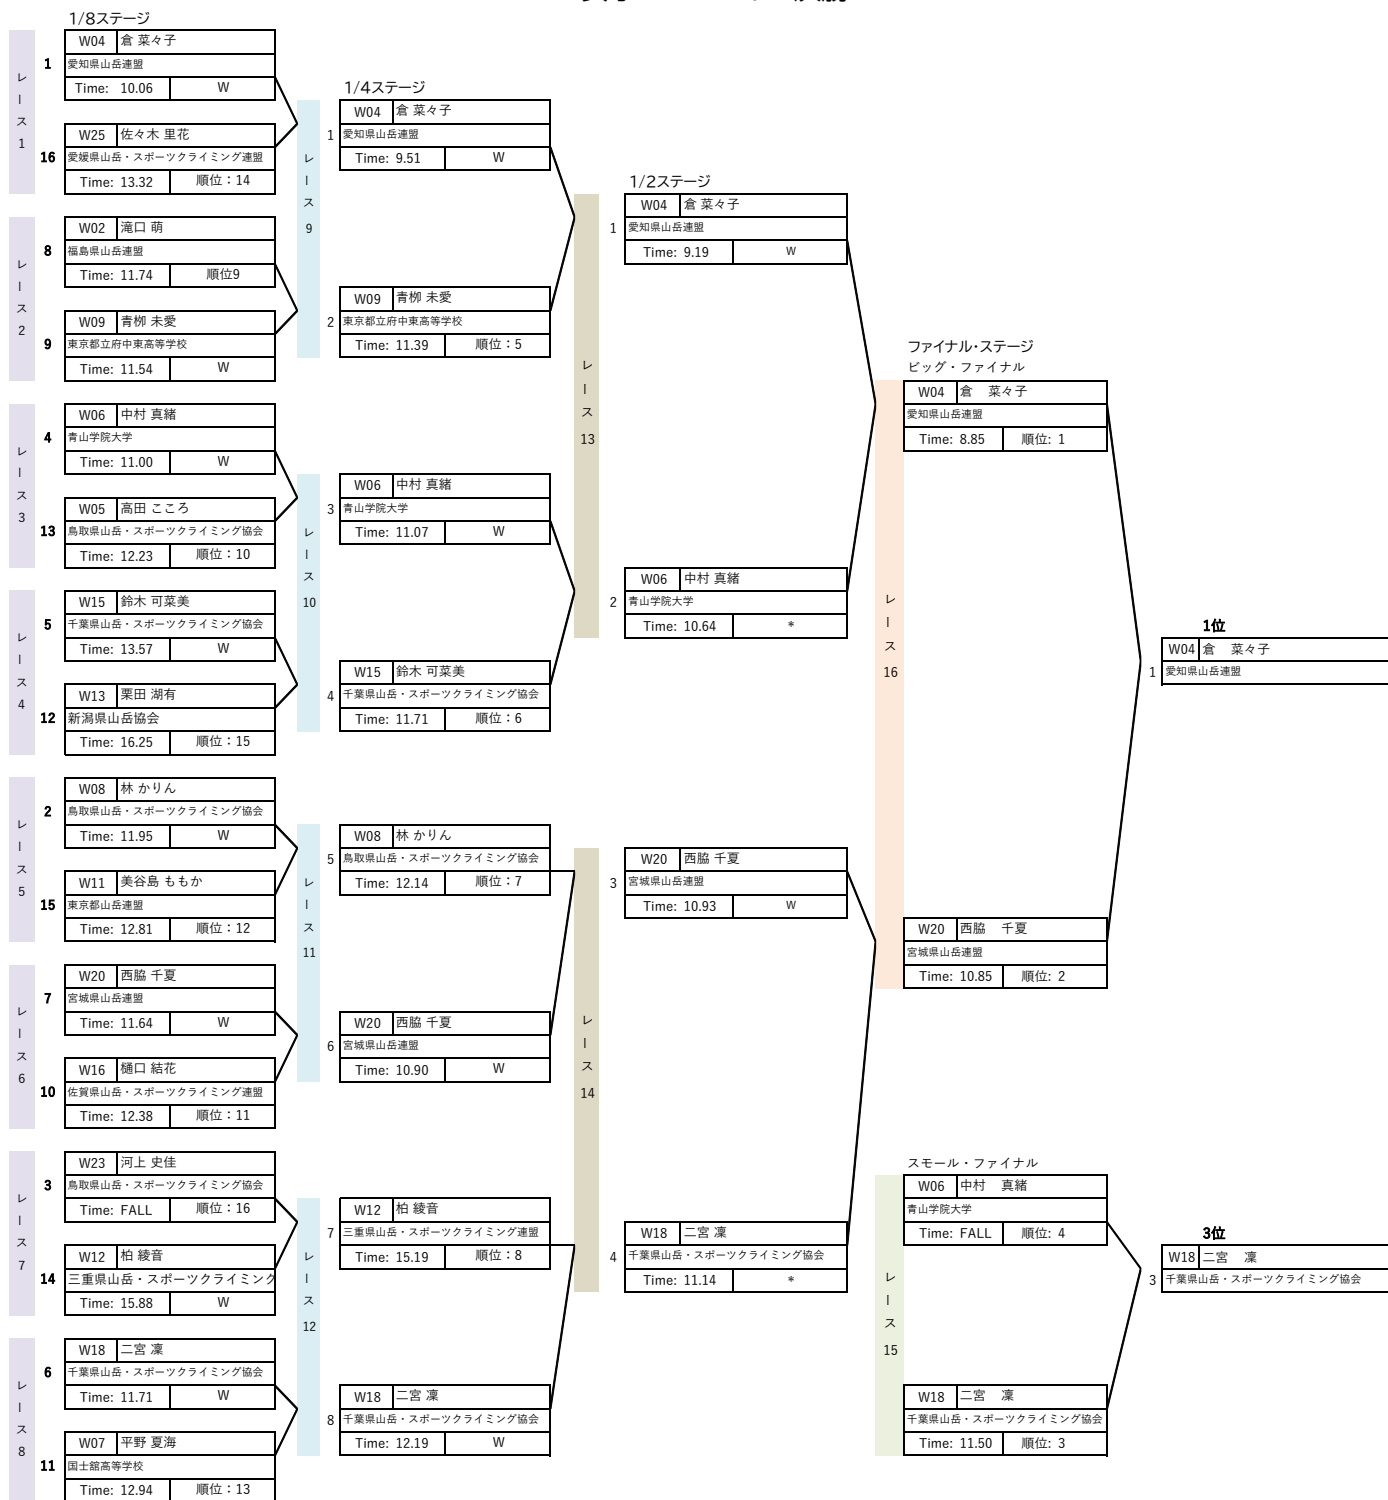 1/8ステージ
レース1
1
W04 倉 菜々子
愛知県山岳連盟
Time: 10.06 W
16
W25 佐々木 里花
愛媛県山岳・スポーツクライミング連盟
Time: 13.32 順位：14
レース2
8
W02 滝口 萌
福島県山岳連盟
Time: 11.74 順位9
9
W09 青栁 未愛
東京都立府中東高等学校
Time: 11.54 W
レース3
4
W06 中村 真緒
青山学院大学
Time: 11.00 W
13
W05 高田 こころ
鳥取県山岳・スポーツクライミング協会
Time: 12.23 順位：10
レース4
5
W15 鈴木 可菜美
千葉県山岳・スポーツクライミング協会
Time: 13.57 W
12
W13 栗田 湖有
新潟県山岳協会
Time: 16.25 順位：15
レース5
2
W08 林 かりん
鳥取県山岳・スポーツクライミング協会
Time: 11.95 W
15
W11 美谷島 ももか
東京都山岳連盟
Time: 12.81 順位：12
レース6
7
W20 西脇 千夏
宮城県山岳連盟
Time: 11.64 W
10
W16 樋口 結花
佐賀県山岳・スポーツクライミング連盟
Time: 12.38 順位：11
レース7
3
W23 河上 史佳
鳥取県山岳・スポーツクライミング協会
Time: FALL 順位：16
14
W12 柏 綾音
三重県山岳・スポーツクライミング
Time: 15.88 W
レース8
6
W18 二宮 凜
千葉県山岳・スポーツクライミング協会
Time: 11.71 W
11
W07 平野 夏海
国士舘高等学校
Time: 12.94 順位：13
1/4ステージ
レース9
1
W04 倉 菜々子
愛知県山岳連盟
Time: 9.51 W
2
W09 青栁 未愛
東京都立府中東高等学校
Time: 11.39 順位：5
レース10
3
W06 中村 真緒
青山学院大学
Time: 11.07 W
4
W15 鈴木 可菜美
千葉県山岳・スポーツクライミング協会
Time: 11.71 順位：6
レース11
5
W08 林 かりん
鳥取県山岳・スポーツクライミング協会
Time: 12.14 順位：7
6
W20 西脇 千夏
宮城県山岳連盟
Time: 10.90 W
レース12
7
W12 柏 綾音
三重県山岳・スポーツクライミング連盟
Time: 15.19 順位：8
8
W18 二宮 凜
千葉県山岳・スポーツクライミング協会
Time: 12.19 W
1/2ステージ
レース13
1
W04 倉 菜々子
愛知県山岳連盟
Time: 9.19 W
2
W06 中村 真緒
青山学院大学
Time: 10.64 *
レース14
3
W20 西脇 千夏
宮城県山岳連盟
Time: 10.93 W
4
W18 二宮 凜
千葉県山岳・スポーツクライミング協会
Time: 11.14 *
ファイナル・ステージ
ビッグ・ファイナル
レース16
W04 倉 菜々子
愛知県山岳連盟
Time: 8.85 順位: 1
W20 西脇 千夏
宮城県山岳連盟
Time: 10.85 順位: 2
スモール・ファイナル
レース15
W06 中村 真緒
青山学院大学
Time: FALL 順位: 4
W18 二宮 凜
千葉県山岳・スポーツクライミング協会
Time: 11.50 順位: 3
1位
1
W04 倉 菜々子
愛知県山岳連盟
3位
3
W18 二宮 凜
千葉県山岳・スポーツクライミング協会